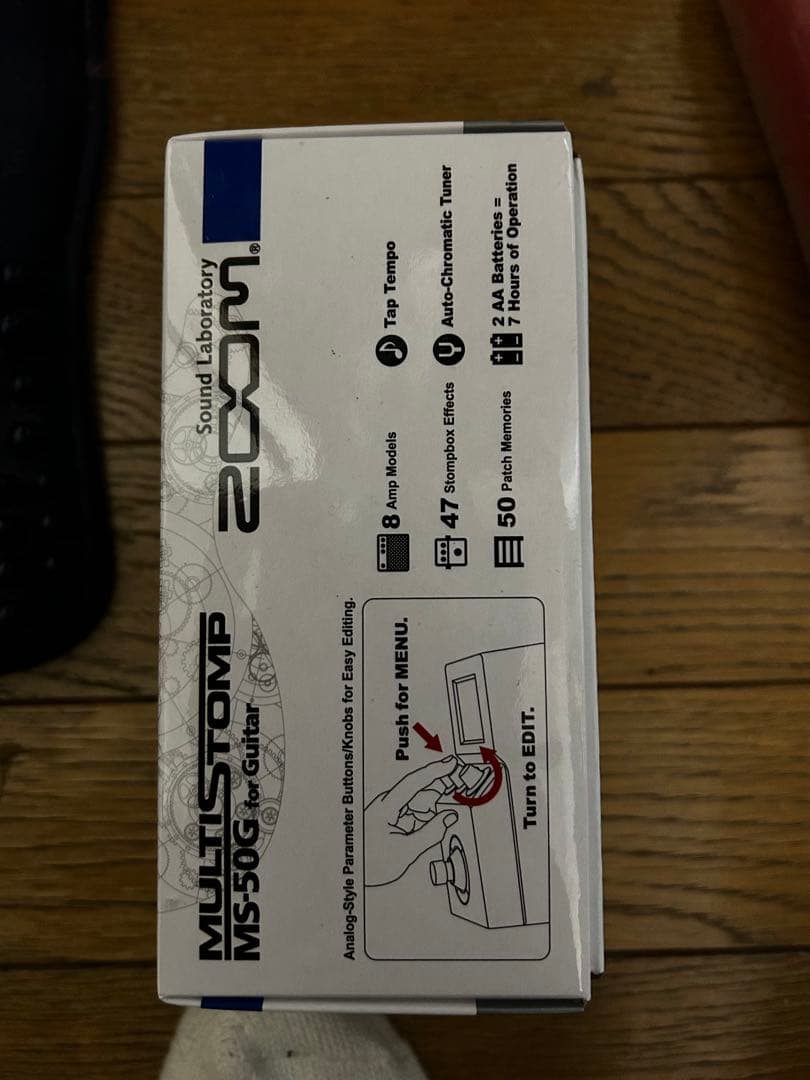 MULTISTOMP
MS-50G for Guitar
Sound Laboratory
ZOOM®
Analog-Style Parameter Buttons/Knobs for Easy Editing.
Push for MENU.
Turn to EDIT.
8 Amp Models
47 Stompbox Effects
50 Patch Memories
Tap Tempo
Auto-Chromatic Tuner
2 AA Batteries =
7 Hours of Operation